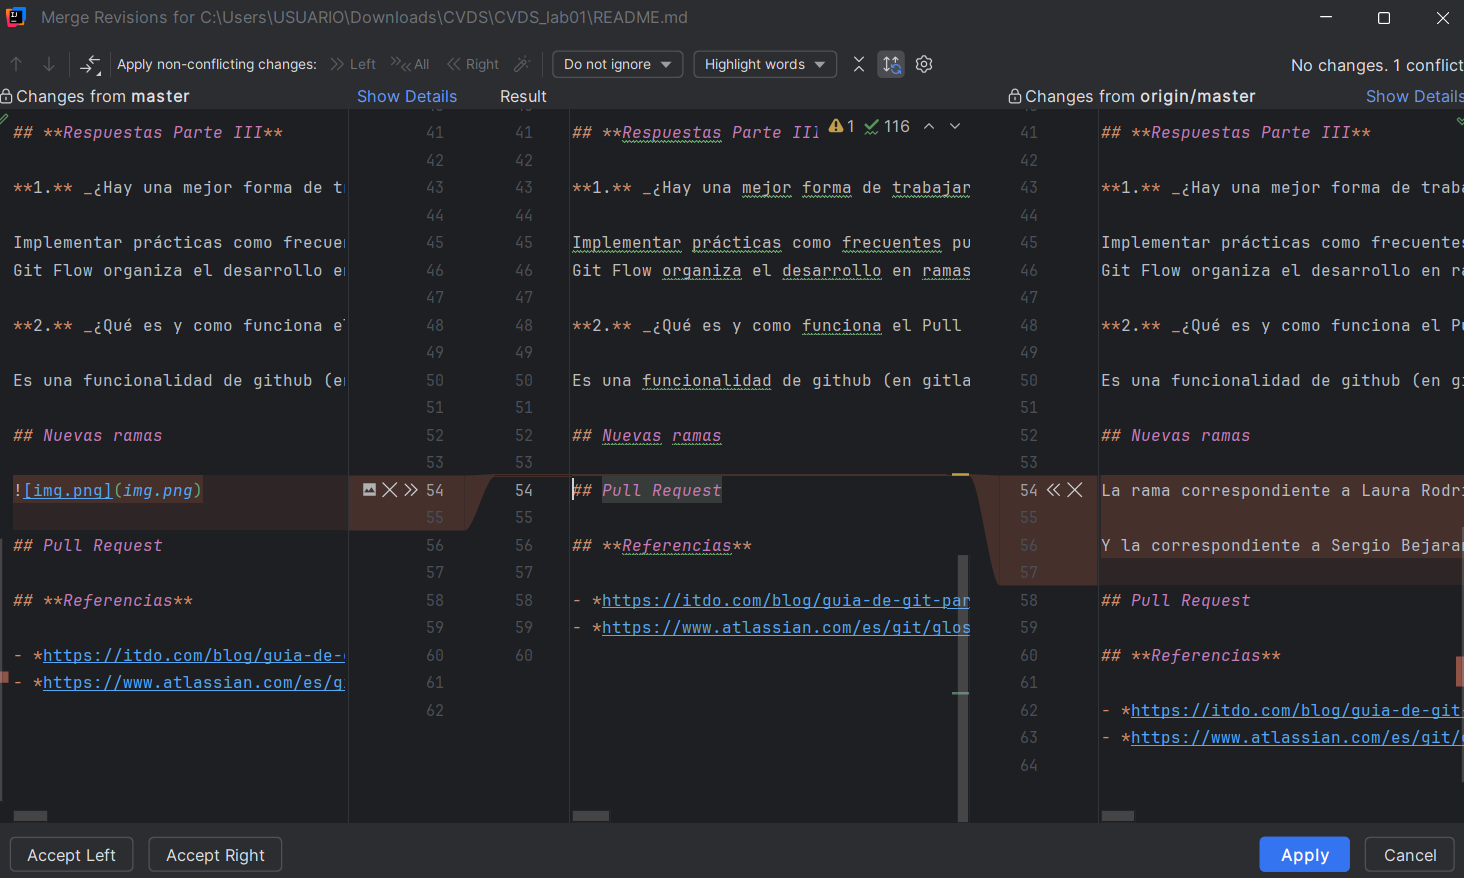 Merge Revisions for C:\Users\USUARIO\Downloads\CVDS\CVDS_lab01\README.md
Apply non-conflicting changes: Left All Right Do not ignore Highlight words
No changes. 1 conflict
Changes from master Show Details
Result
Changes from origin/master Show Details
## **Respuestas Parte III** 41
42
**1.** _¿Hay una mejor forma de 43
44
Implementar prácticas como 45
Git Flow organiza el desarrollo 46
47
**2.** _¿Qué es y como funciona 48
49
Es una funcionalidad de github 50
51
## Nuevas ramas 52
53
![img.png](img.png) 54
55
## Pull Request 56
57
## **Referencias** 58
59
- *https://itdo.com/blog/guia-de- 60
- *https://www.atlassian.com/es/g 61
62
41 ## **Respuestas Parte III 1 116
42
43 **1.** _¿Hay una mejor forma de trabajar
44
45 Implementar prácticas como frecuentes pu
46 Git Flow organiza el desarrollo en ramas
47
48 **2.** _¿Qué es y como funciona el Pull
49
50 Es una funcionalidad de github (en gitla
51
52 ## Nuevas ramas
53
54 ## Pull Request
55
56 ## **Referencias**
57
58 - *https://itdo.com/blog/guia-de-git-par
59 - *https://www.atlassian.com/es/git/glos
60
41 ## **Respuestas Parte III**
42
43 **1.** _¿Hay una mejor forma de traba
44
45 Implementar prácticas como frecuentes
46 Git Flow organiza el desarrollo en ra
47
48 **2.** _¿Qué es y como funciona el Pu
49
50 Es una funcionalidad de github (en gi
51
52 ## Nuevas ramas
53
54 La rama correspondiente a Laura Rodri
55
56 Y la correspondiente a Sergio Bejaran
57
58 ## Pull Request
59
60 ## **Referencias**
61
62 - *https://itdo.com/blog/guia-de-git-
63 - *https://www.atlassian.com/es/git/
64
Accept Left Accept Right Apply Cancel